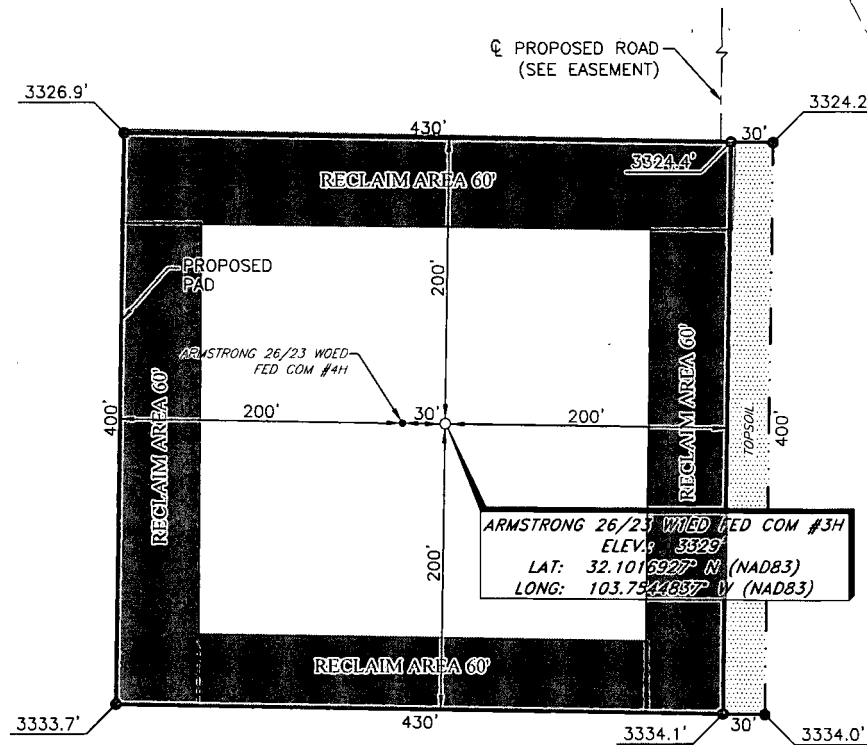 ℄ PROPOSED ROAD
(SEE EASEMENT)
3326.9'
3324.2
430'
30'
3324.4'
RECLAIM AREA 60'
PROPOSED
PAD
200'
ARMSTRONG 26/23 W0ED
FED COM #4H
RECLAIM AREA 60'
RECLAIM AREA 60'
TOPSOIL
400'
200'
30'
200'
400'
ARMSTRONG 26/23 W1ED FED COM #3H
ELEV.: 3329'
LAT: 32.1016927° N (NAD83)
LONG: 103.7544837° W (NAD83)
200'
RECLAIM AREA 60'
3333.7'
430'
3334.1'
30'
3334.0'